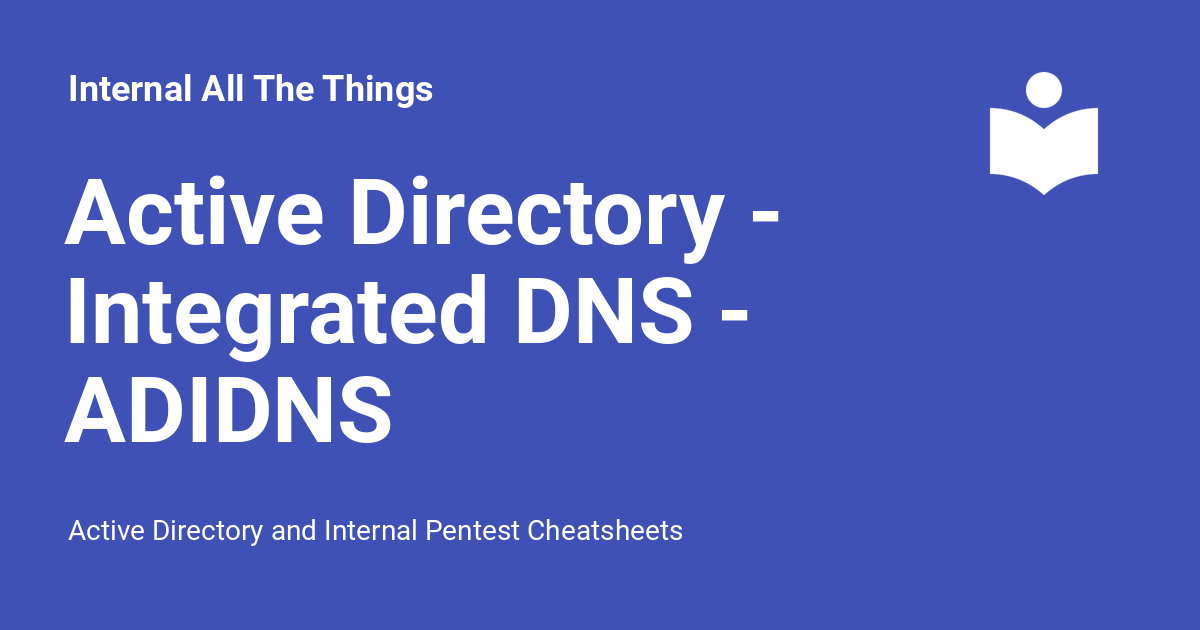 Internal All The Things
Active Directory -
Integrated DNS -
ADIDNS
Active Directory and Internal Pentest Cheatsheets